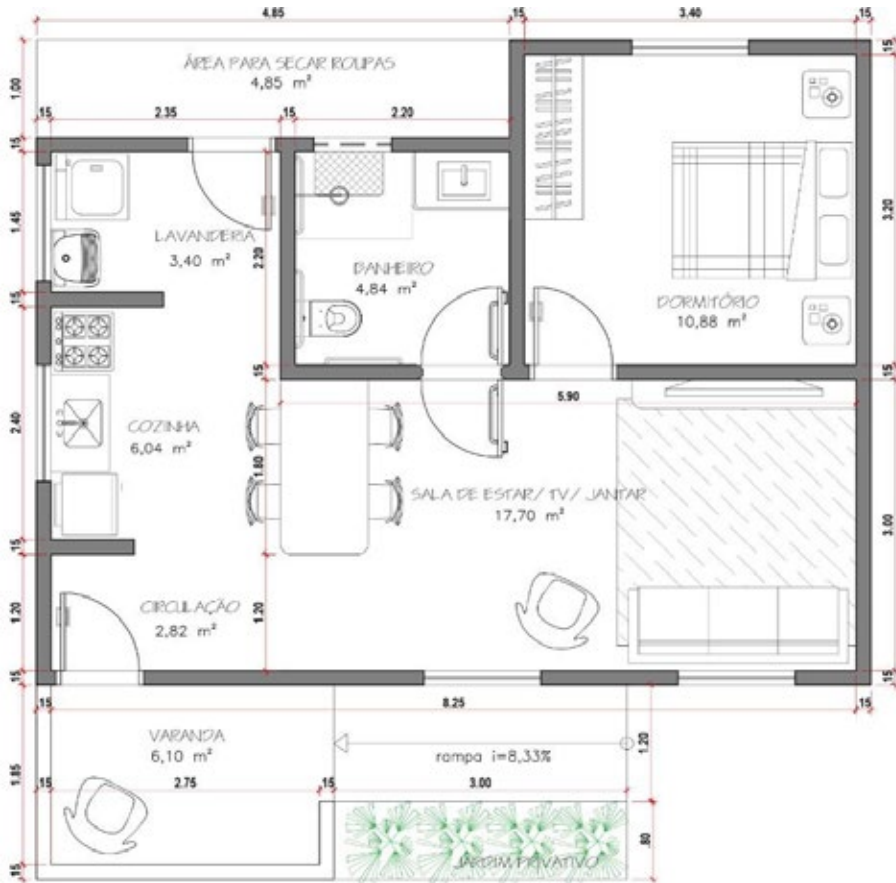 4.85
15
3.40
15
ÁREA PARA SECAR ROUPAS
4,85 m²
15
1.00
15
2.35
15
2.20
15
1.45
LAVANDERIA
3,40 m²
2.20
BANHEIRO
4,84 m²
DORMITÓRIO
10,88 m²
3.20
15
15
15
5.90
2.40
COZINHA
6,04 m²
1.80
SALA DE ESTAR/ TV/ JANTAR
17,70 m²
3.00
15
1.20
CIRCULAÇÃO
2,82 m²
1.20
15
15
15
8.25
15
VARANDA
6,10 m²
rampa i=8,33%
1.20
1.85
15
2.75
15
3.00
.80
JARDIM PRIVATIVO
15